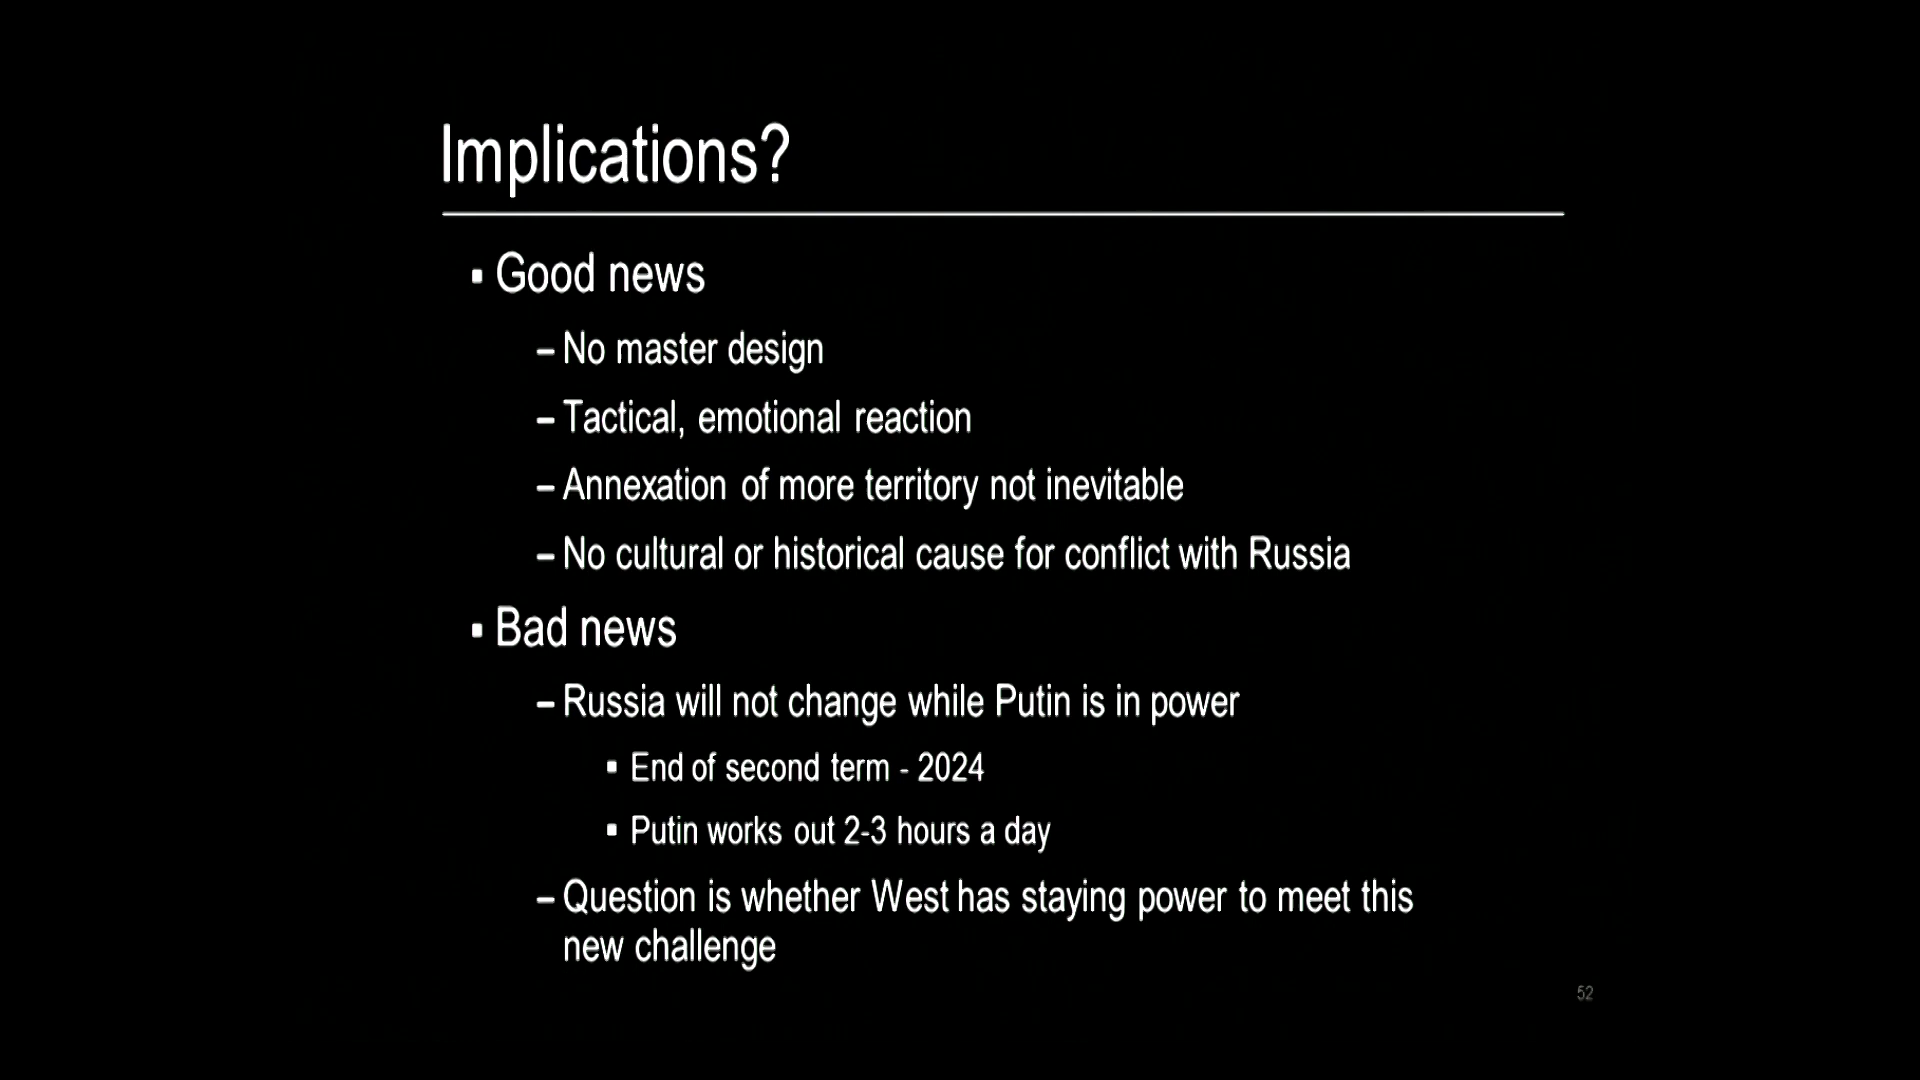 Implications?
▪ Good news
– No master design
– Tactical, emotional reaction
– Annexation of more territory not inevitable
– No cultural or historical cause for conflict with Russia
▪ Bad news
– Russia will not change while Putin is in power
▪ End of second term - 2024
▪ Putin works out 2-3 hours a day
– Question is whether West has staying power to meet this
new challenge
52